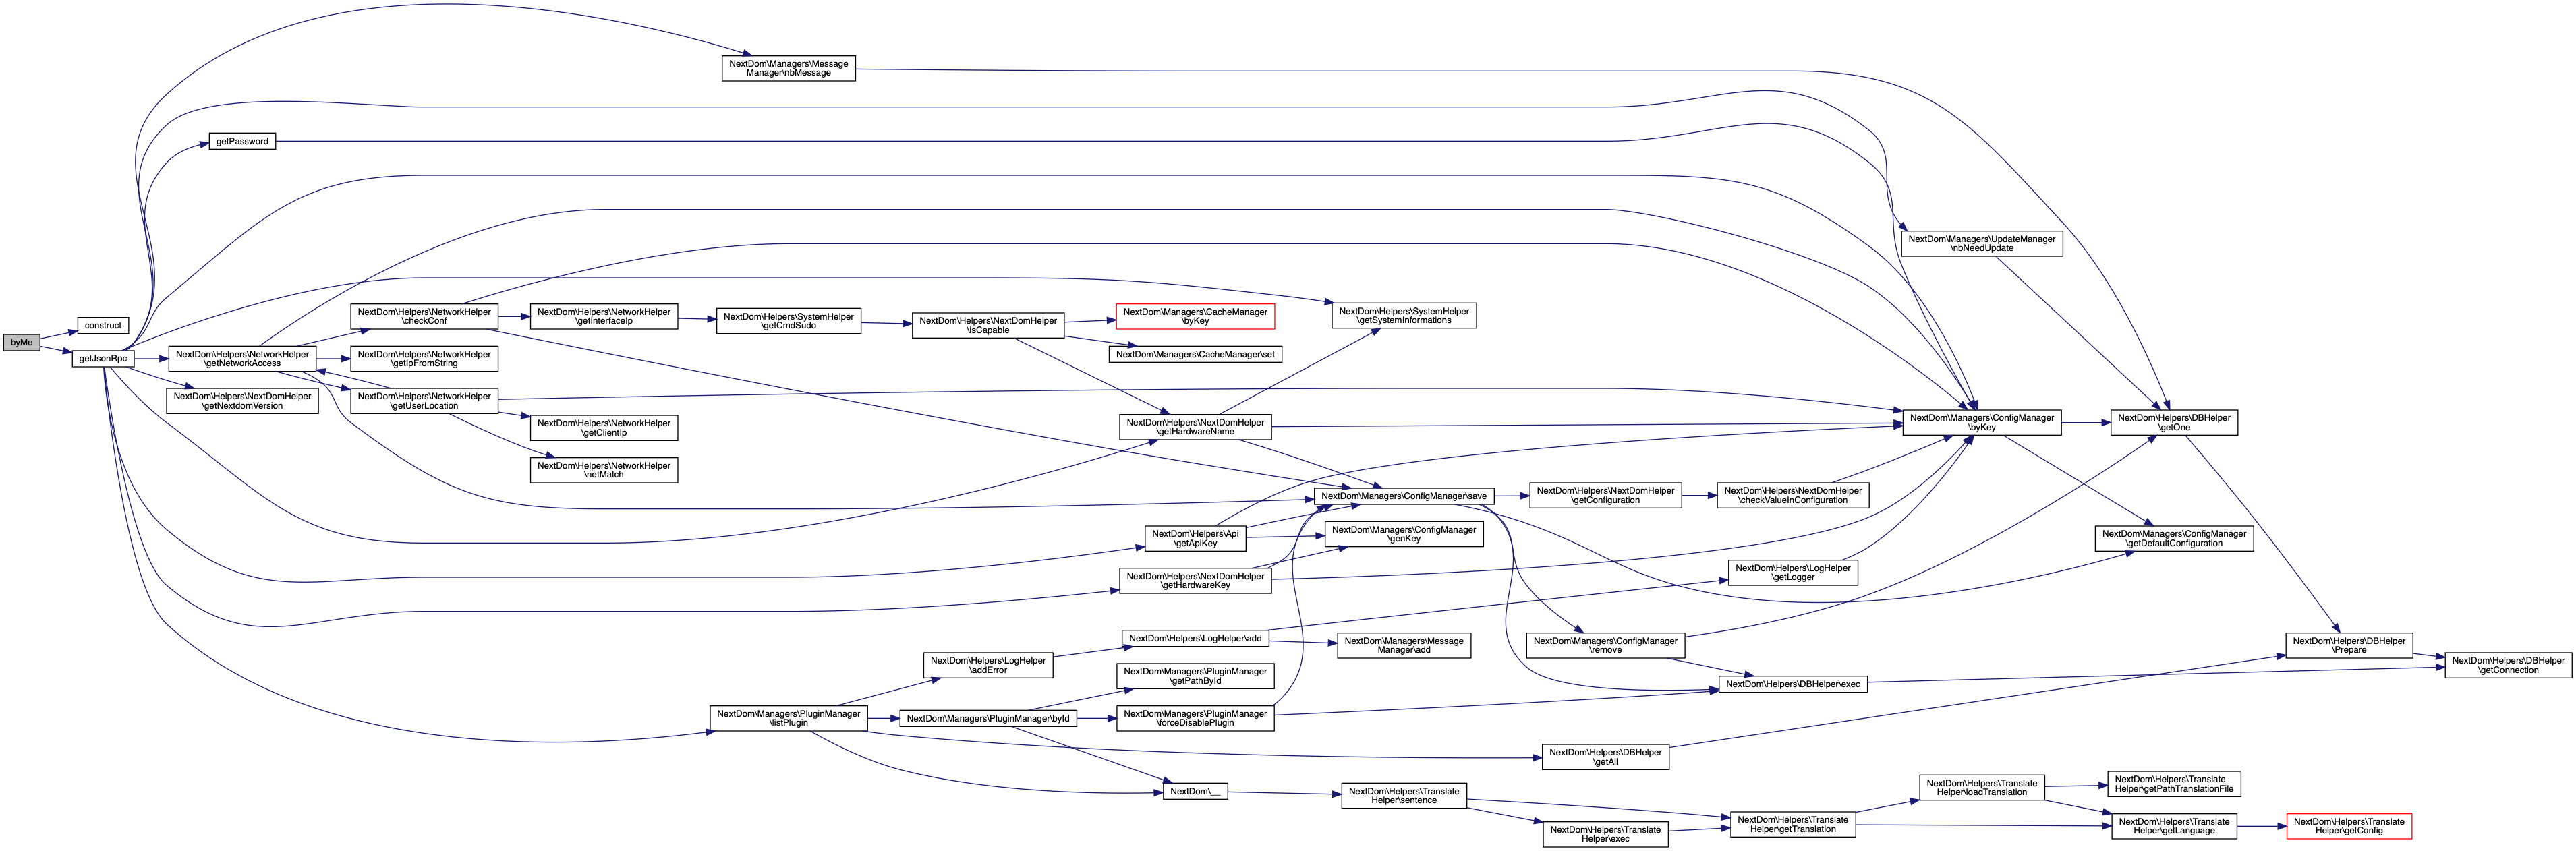 byMe
construct
getJsonRpc
NextDom\Managers\Message
Manager\nbMessage
getPassword
NextDom\Helpers\NetworkHelper
\getNetworkAccess
NextDom\Helpers\NextDomHelper
\getNextdomVersion
NextDom\Helpers\NetworkHelper
\checkConf
NextDom\Helpers\NetworkHelper
\getIpFromString
NextDom\Helpers\NetworkHelper
\getUserLocation
NextDom\Helpers\NetworkHelper
\getInterfaceIp
NextDom\Helpers\NetworkHelper
\getClientIp
NextDom\Helpers\NetworkHelper
\netMatch
NextDom\Helpers\SystemHelper
\getCmdSudo
NextDom\Helpers\NextDomHelper
\isCapable
NextDom\Managers\CacheManager
\byKey
NextDom\Managers\CacheManager\set
NextDom\Helpers\SystemHelper
\getSystemInformations
NextDom\Helpers\NextDomHelper
\getHardwareName
NextDom\Managers\ConfigManager\save
NextDom\Helpers\Api
\getApiKey
NextDom\Managers\ConfigManager
\genKey
NextDom\Helpers\NextDomHelper
\getHardwareKey
NextDom\Helpers\NextDomHelper
\getConfiguration
NextDom\Helpers\NextDomHelper
\checkValueInConfiguration
NextDom\Managers\UpdateManager
\nbNeedUpdate
NextDom\Managers\ConfigManager
\byKey
NextDom\Helpers\DBHelper
\getOne
NextDom\Managers\ConfigManager
\getDefaultConfiguration
NextDom\Helpers\LogHelper
\getLogger
NextDom\Helpers\LogHelper\add
NextDom\Managers\Message
Manager\add
NextDom\Helpers\LogHelper
\addError
NextDom\Managers\PluginManager
\getPathById
NextDom\Managers\PluginManager
\listPlugin
NextDom\Managers\PluginManager\byId
NextDom\Managers\PluginManager
\forceDisablePlugin
NextDom\Managers\ConfigManager
\remove
NextDom\Helpers\DBHelper\exec
NextDom\Helpers\DBHelper
\Prepare
NextDom\Helpers\DBHelper
\getConnection
NextDom\Helpers\DBHelper
\getAll
NextDom\__
NextDom\Helpers\Translate
Helper\sentence
NextDom\Helpers\Translate
Helper\exec
NextDom\Helpers\Translate
Helper\getTranslation
NextDom\Helpers\Translate
Helper\loadTranslation
NextDom\Helpers\Translate
Helper\getPathTranslationFile
NextDom\Helpers\Translate
Helper\getLanguage
NextDom\Helpers\Translate
Helper\getConfig